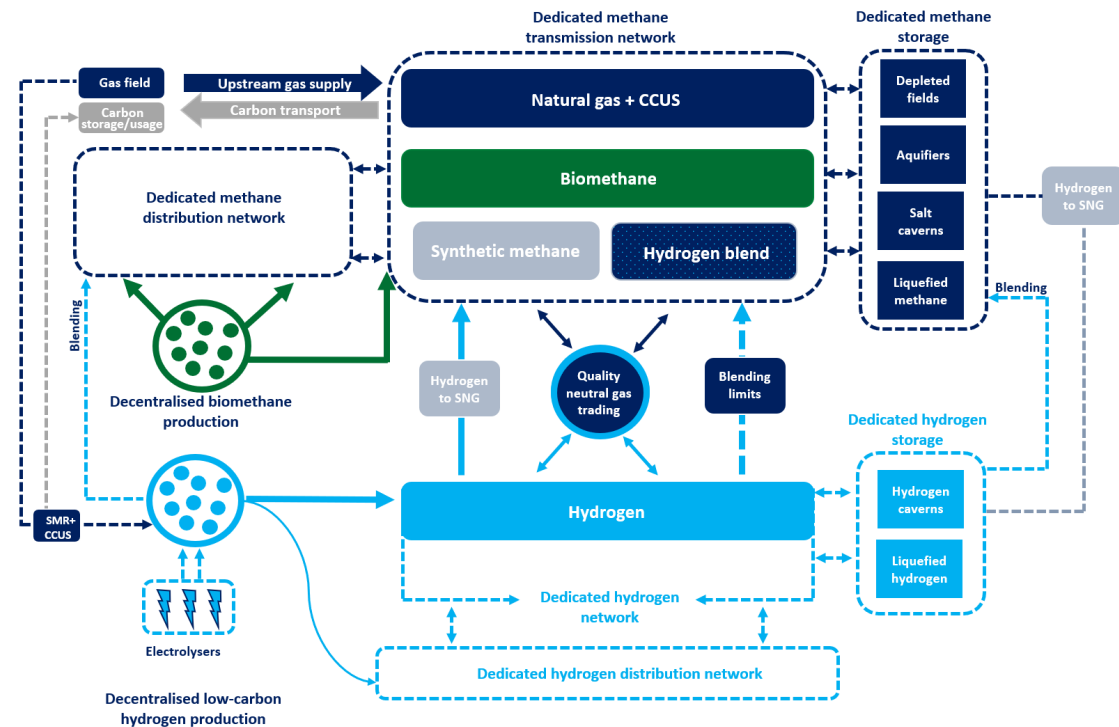 Dedicated methane
transmission network
Dedicated methane
storage
Gas field
Upstream gas supply
Carbon
storage/usage
Carbon transport
Natural gas + CCUS
Biomethane
Synthetic methane
Hydrogen blend
Depleted
fields
Aquifiers
Salt
caverns
Liquefied
methane
Hydrogen
to SNG
Dedicated methane
distribution network
Blending
Blending
Decentralised biomethane
production
Hydrogen
to SNG
Quality
neutral gas
trading
Blending
limits
Dedicated hydrogen
storage
Hydrogen
caverns
Liquefied
hydrogen
Hydrogen
SMR+
CCUS
Dedicated hydrogen
network
Electrolysers
Dedicated hydrogen distribution network
Decentralised low-carbon
hydrogen production